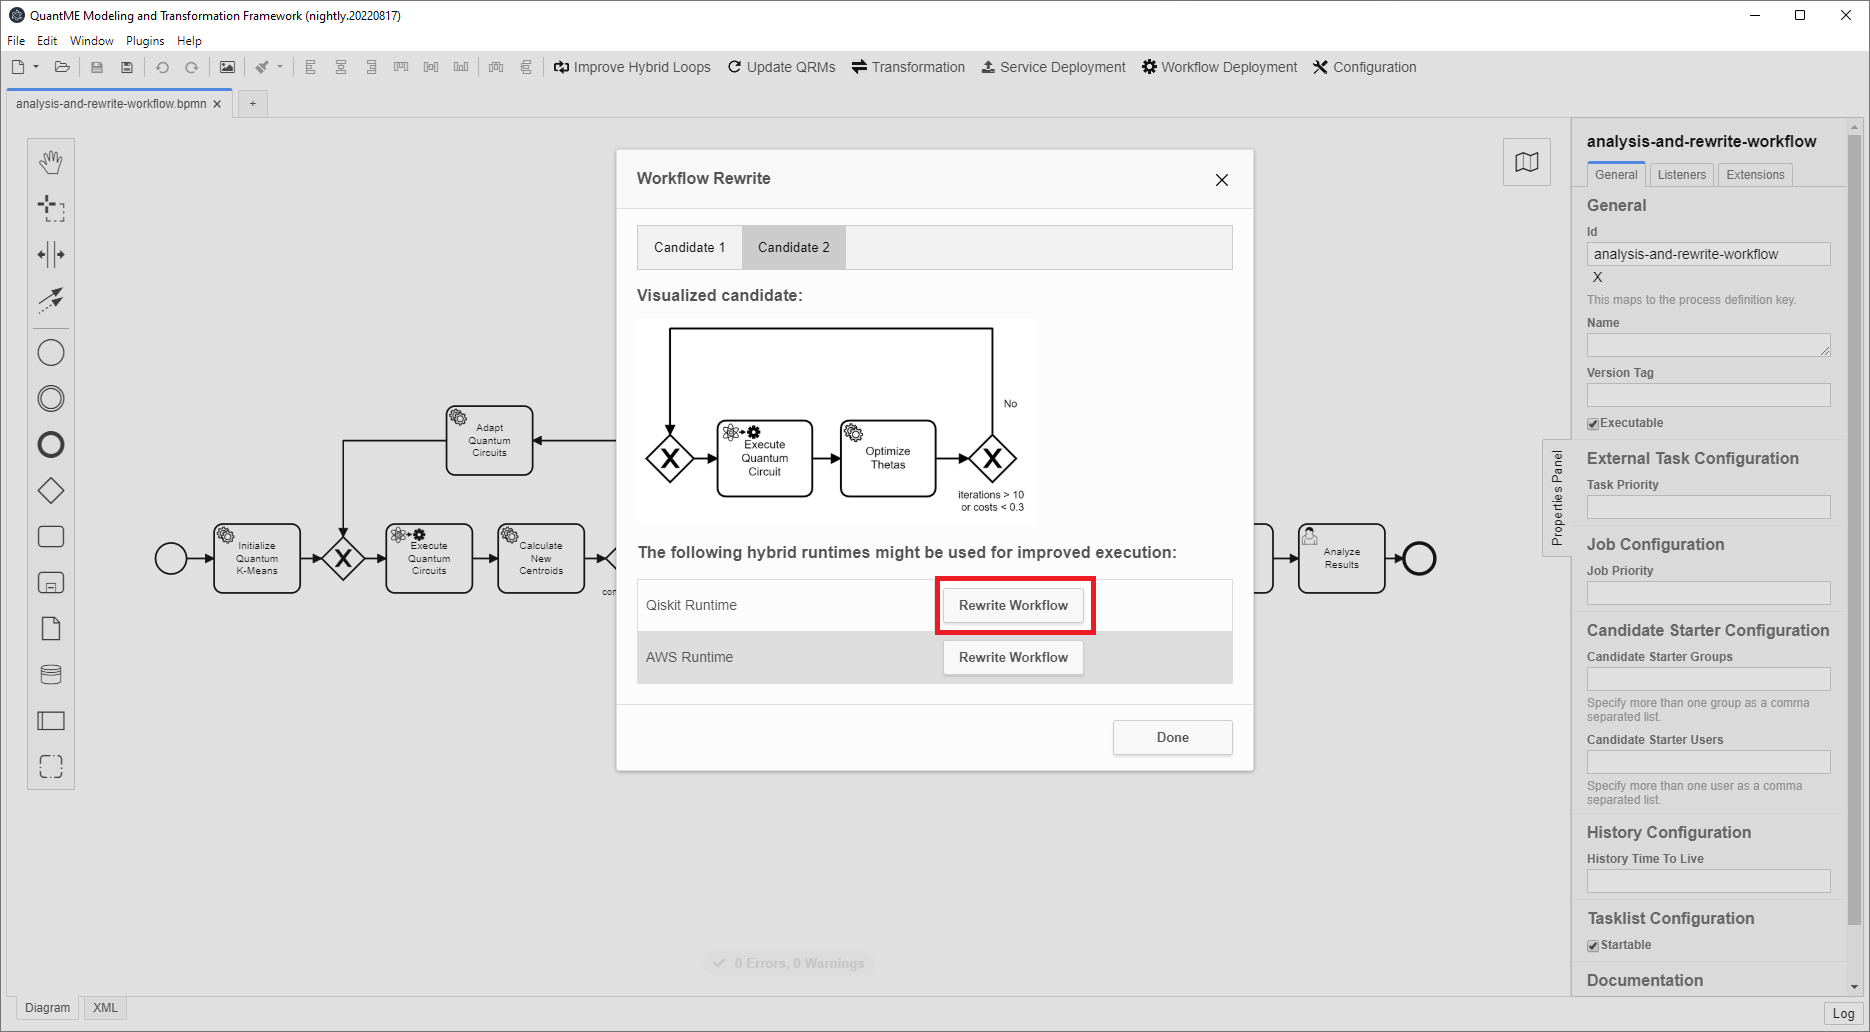 QuantME Modeling and Transformation Framework (nightly.20220817)
File Edit Window Plugins Help
Improve Hybrid Loops Update QRMs Transformation Service Deployment Workflow Deployment Configuration
analysis-and-rewrite-workflow.bpmn
+
Workflow Rewrite
Candidate 1 Candidate 2
Visualized candidate:
No
Execute
Quantum
Circuit
Optimize
Thetas
iterations > 10
or costs < 0.3
The following hybrid runtimes might be used for improved execution:
Qiskit Runtime Rewrite Workflow
AWS Runtime Rewrite Workflow
Done
Adapt
Quantum
Circuits
Initialize
Quantum
K-Means
Execute
Quantum
Circuits
Calculate
New
Centroids
Analyze
Results
0 Errors, 0 Warnings
Properties Panel
analysis-and-rewrite-workflow
General Listeners Extensions
General
Id
analysis-and-rewrite-workflow
X
This maps to the process definition key.
Name
Version Tag
Executable
External Task Configuration
Task Priority
Job Configuration
Job Priority
Candidate Starter Configuration
Candidate Starter Groups
Specify more than one group as a comma
separated list.
Candidate Starter Users
Specify more than one user as a comma
separated list.
History Configuration
History Time To Live
Tasklist Configuration
Startable
Documentation
Diagram XML
Log